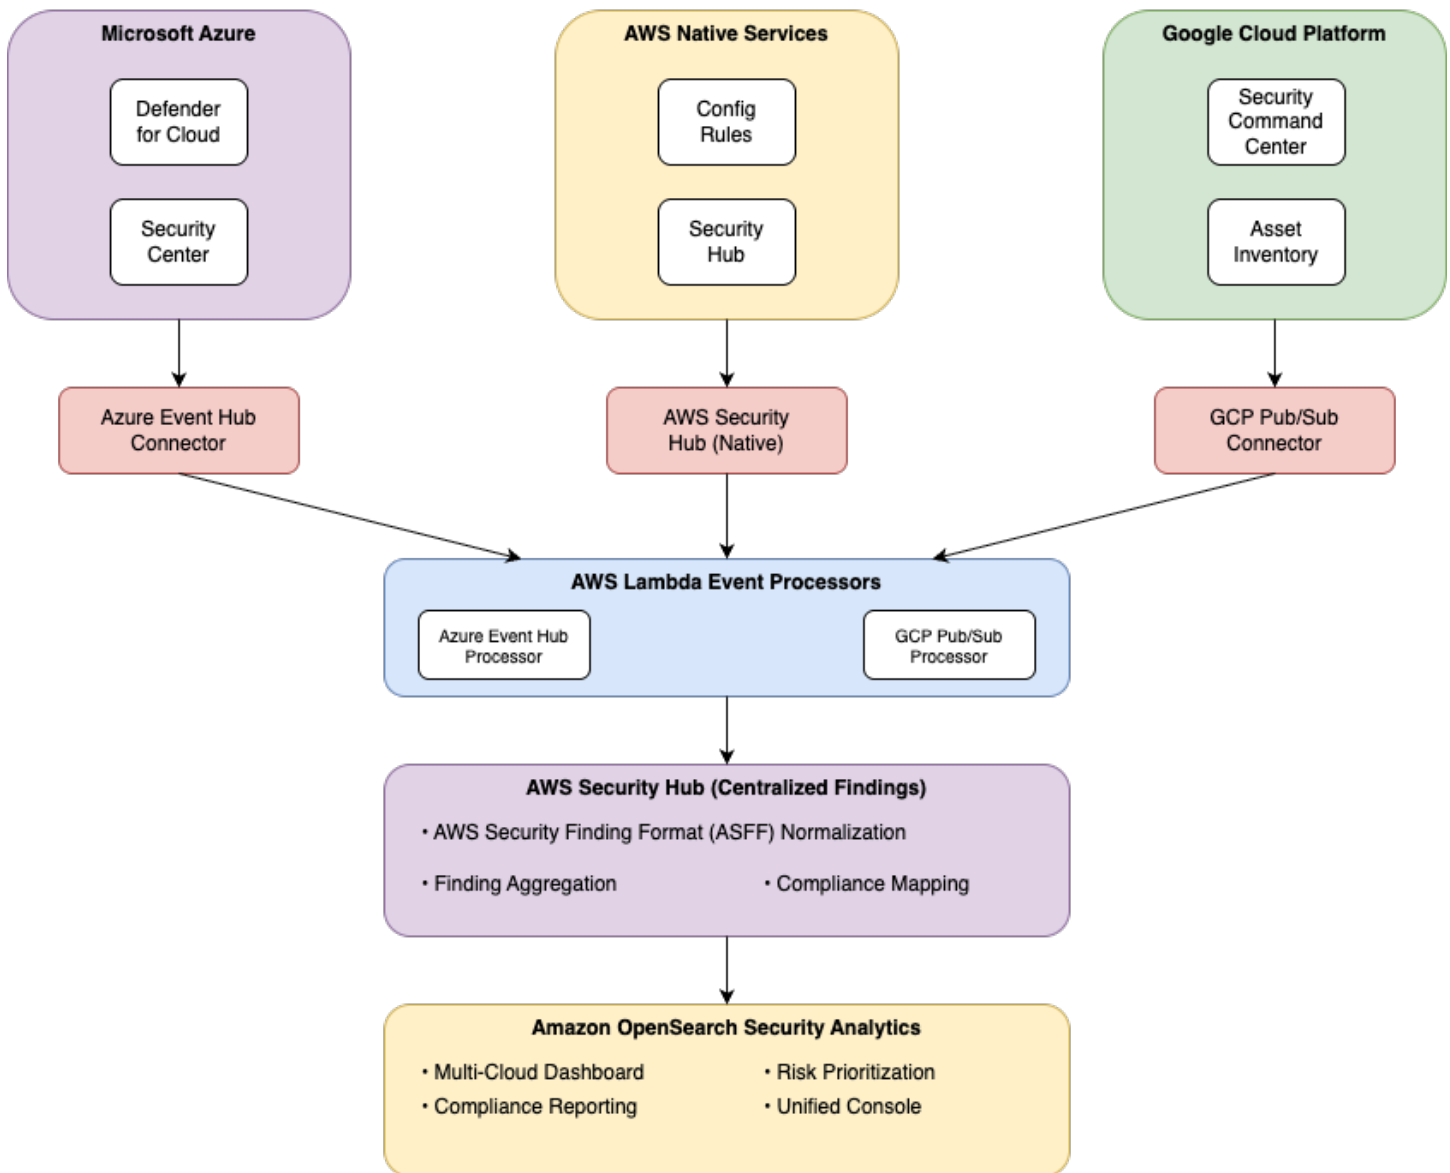 Microsoft Azure
Defender
for Cloud
Security
Center
AWS Native Services
Config
Rules
Security
Hub
Google Cloud Platform
Security
Command
Center
Asset
Inventory
Azure Event Hub
Connector
AWS Security
Hub (Native)
GCP Pub/Sub
Connector
AWS Lambda Event Processors
Azure Event Hub
Processor
GCP Pub/Sub
Processor
AWS Security Hub (Centralized Findings)
• AWS Security Finding Format (ASFF) Normalization
• Finding Aggregation
• Compliance Mapping
Amazon OpenSearch Security Analytics
• Multi-Cloud Dashboard
• Risk Prioritization
• Compliance Reporting
• Unified Console